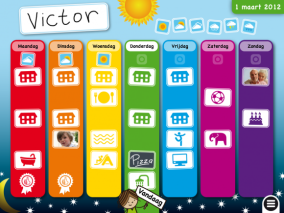 Victor
1 maart 2012
Maandag Dinsdag Woensdag Donderdag Vrijdag Zaterdag Zondag
Pizza
Vandaag